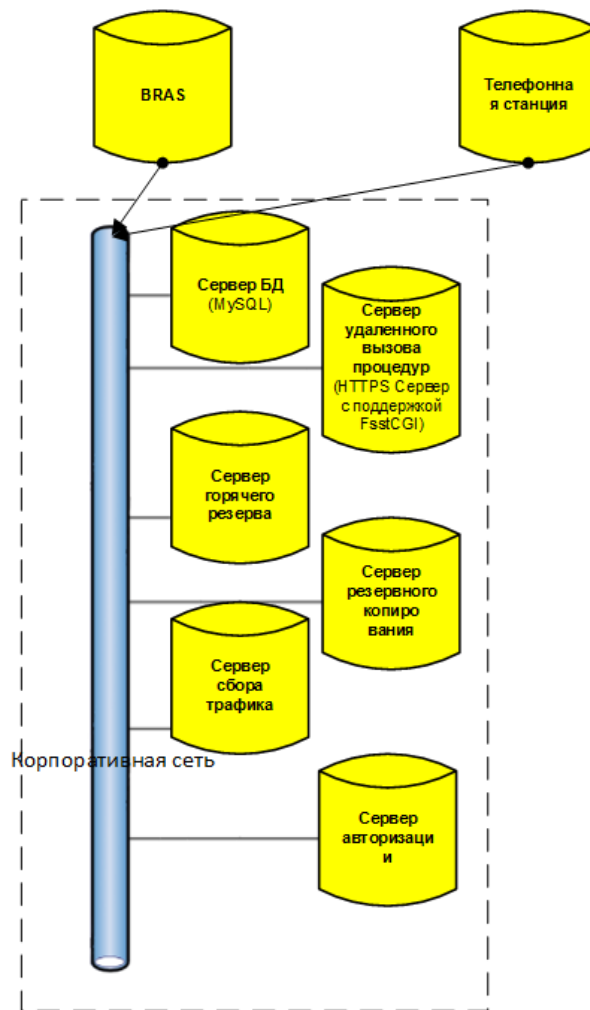 BRAS
Телефонна
я станция
Сервер БД
(MySQL)
Сервер
удаленного
вызова
процедур
(HTTPS Сервер
с поддержкой
FsstCGI)
Сервер
горячего
резерва
Сервер
резервного
копиро
вания
Сервер
сбора
трафика
Корпоративная сеть
Сервер
авторизаци
и